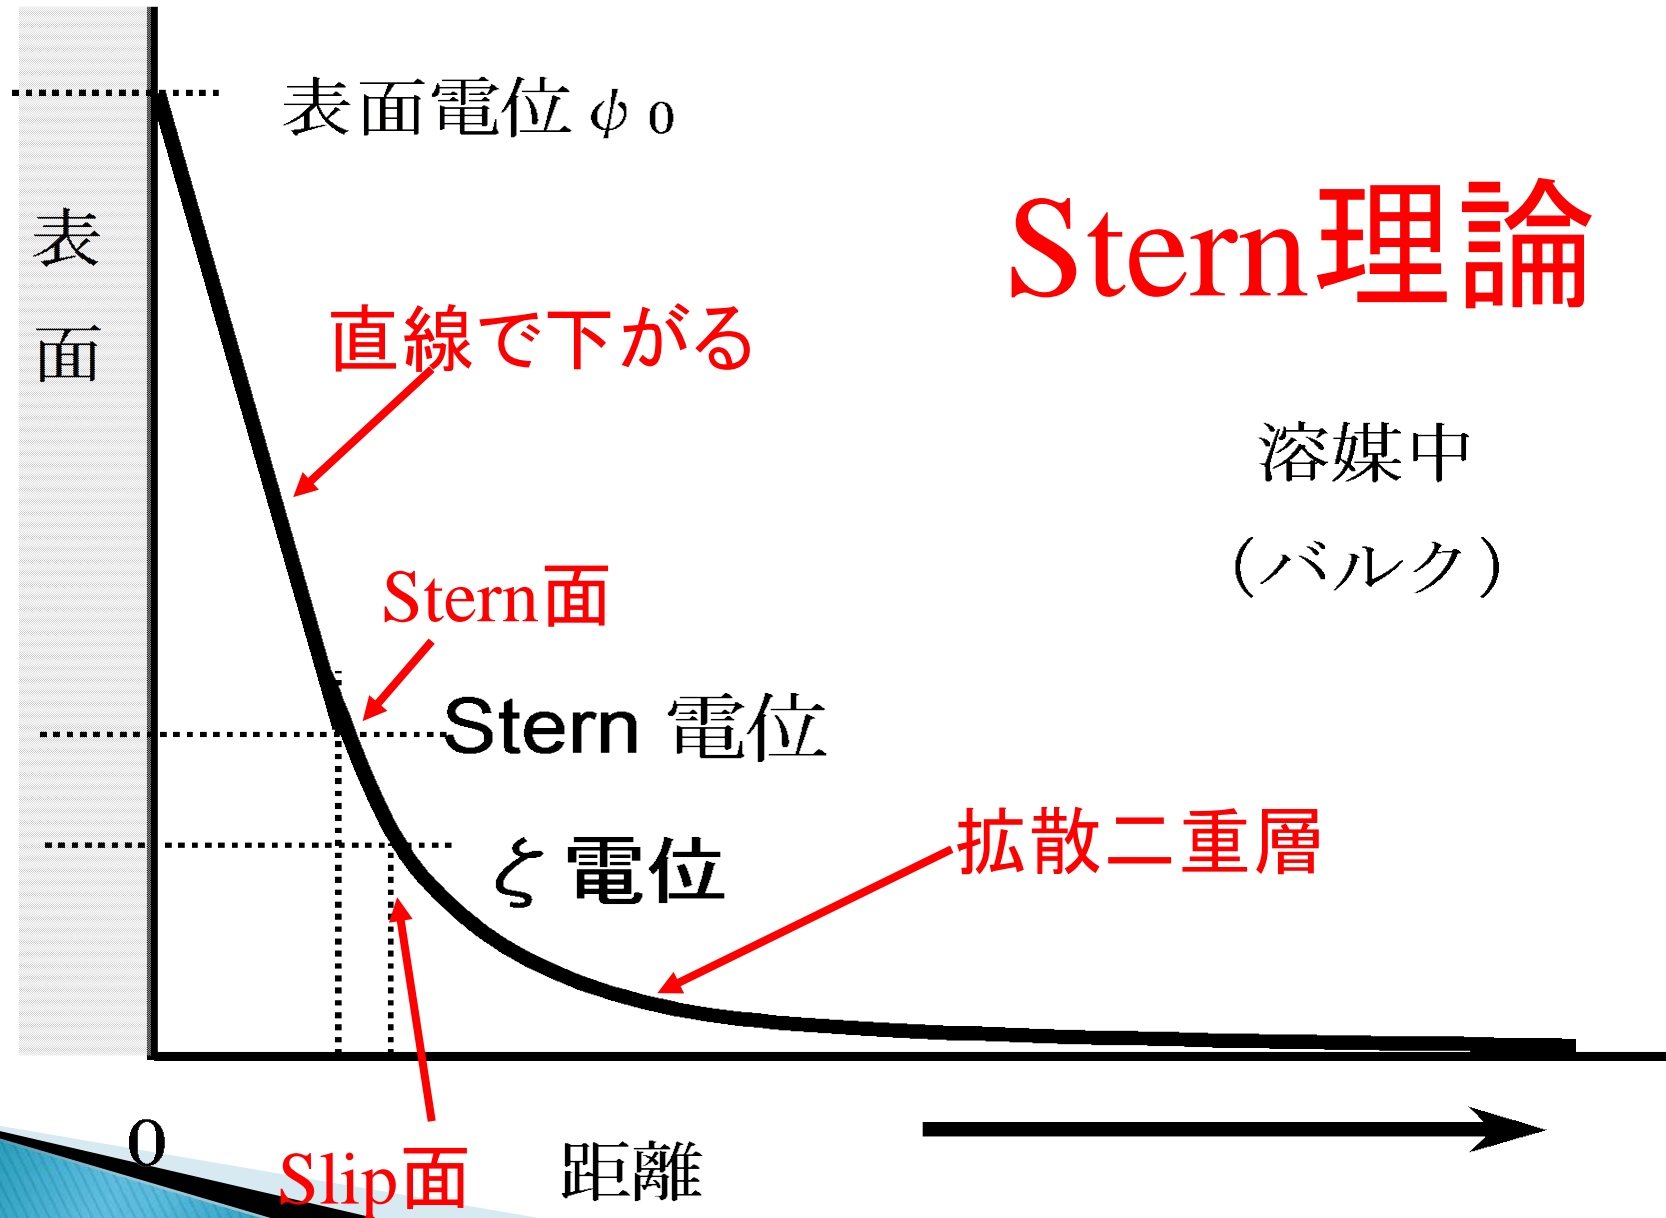 表面電位ψ0
Stern理論
表
面
直線で下がる
溶媒中
(バルク)
Stern面
Stern 電位
ζ電位
拡散二重層
0
Slip面
距離